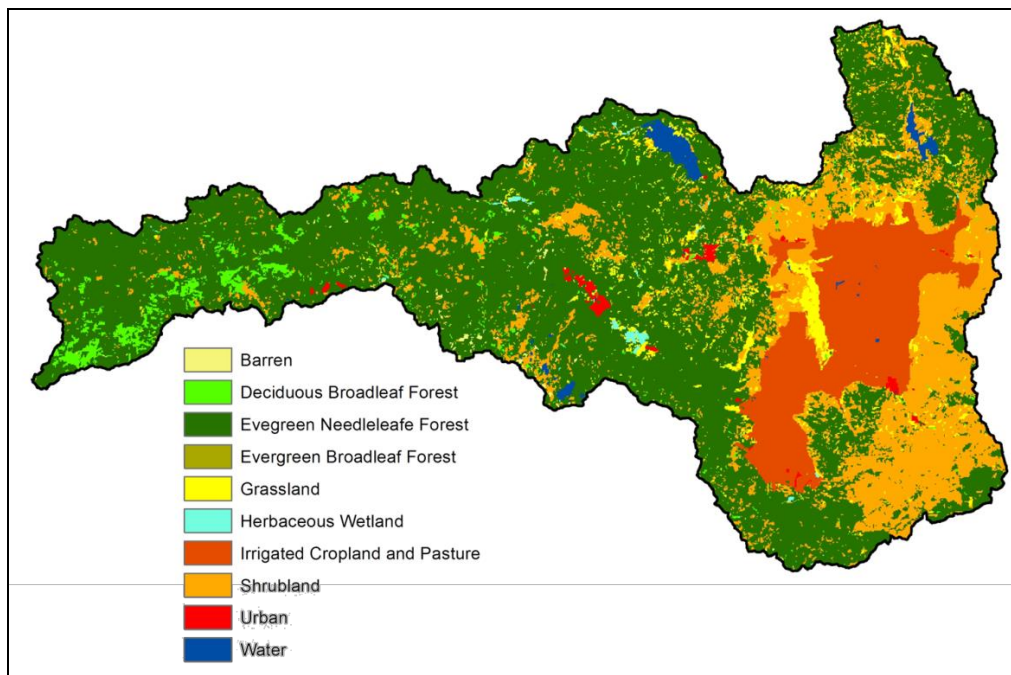 Barren
Deciduous Broadleaf Forest
Evegreen Needleleafe Forest
Evergreen Broadleaf Forest
Grassland
Herbaceous Wetland
Irrigated Cropland and Pasture
Shrubland
Urban
Water